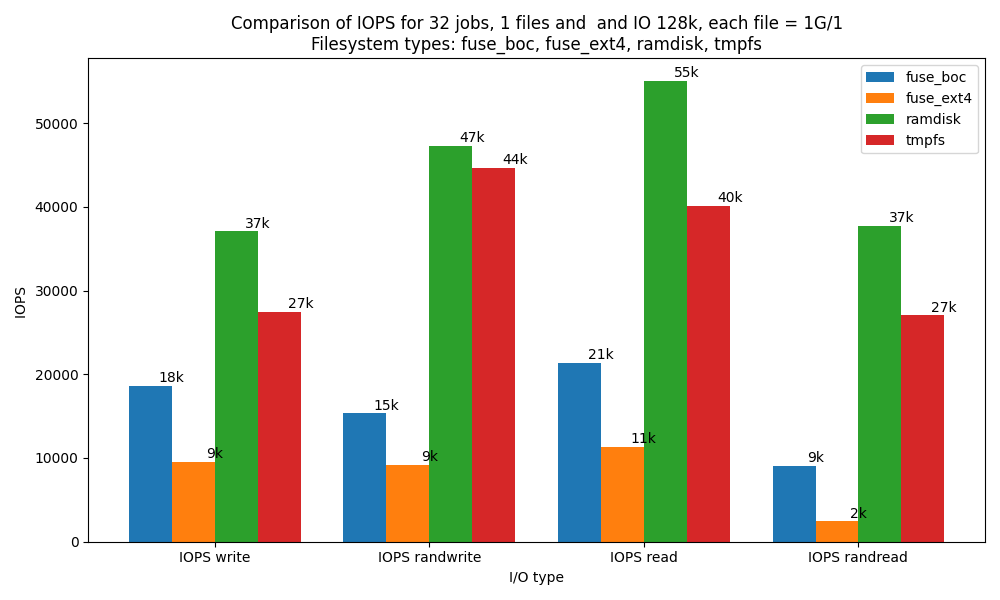 Comparison of IOPS for 32 jobs, 1 files and  and IO 128k, each file = 1G/1
Filesystem types: fuse_boc, fuse_ext4, ramdisk, tmpfs
fuse_boc
fuse_ext4
ramdisk
tmpfs
IOPS
50000
40000
30000
20000
10000
0
18k
9k
37k
27k
15k
9k
47k
44k
21k
11k
55k
40k
9k
2k
37k
27k
IOPS write
IOPS randwrite
IOPS read
IOPS randread
I/O type